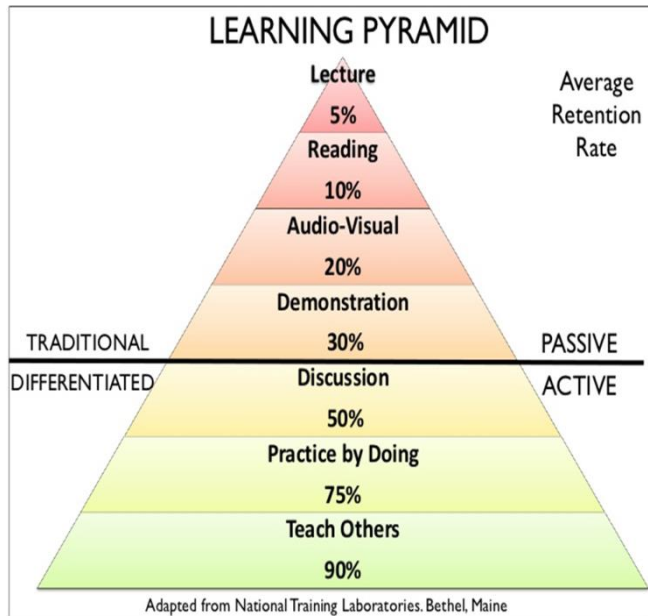 LEARNING PYRAMID
Lecture
5%
Average
Retention
Rate
Reading
10%
Audio-Visual
20%
Demonstration
30%
TRADITIONAL
PASSIVE
DIFFERENTIATED
ACTIVE
Discussion
50%
Practice by Doing
75%
Teach Others
90%
Adapted from National Training Laboratories. Bethel, Maine